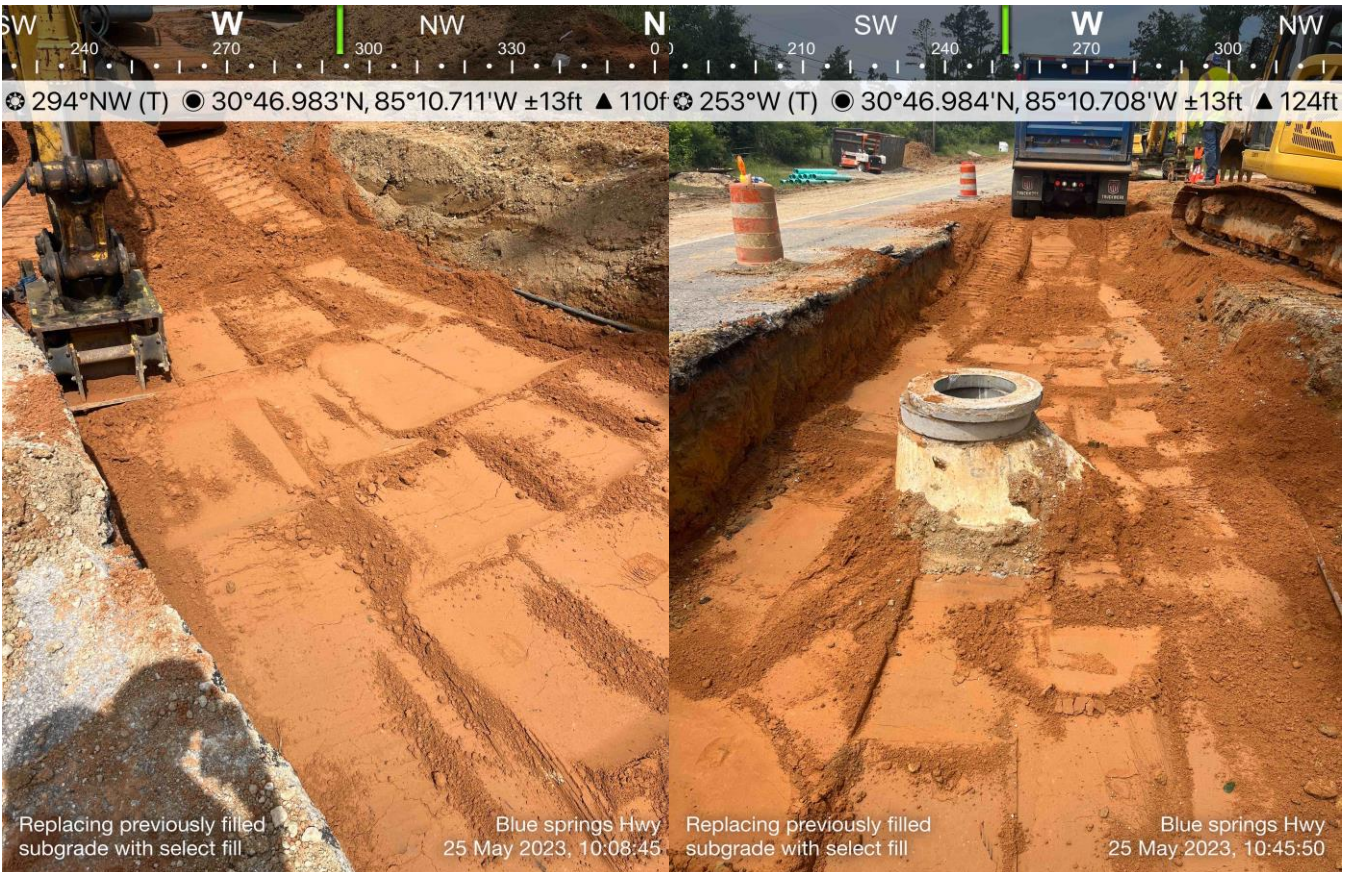 SW W NW N
240 270 300 330 0
294°NW (T) 30°46.983'N, 85°10.711'W ±13ft ▲ 110f
Replacing previously filled
subgrade with select fill
Blue springs Hwy
25 May 2023, 10:08:45
SW W NW
210 240 270 300
253°W (T) 30°46.984'N, 85°10.708'W ±13ft ▲ 124ft
Replacing previously filled
subgrade with select fill
Blue springs Hwy
25 May 2023, 10:45:50